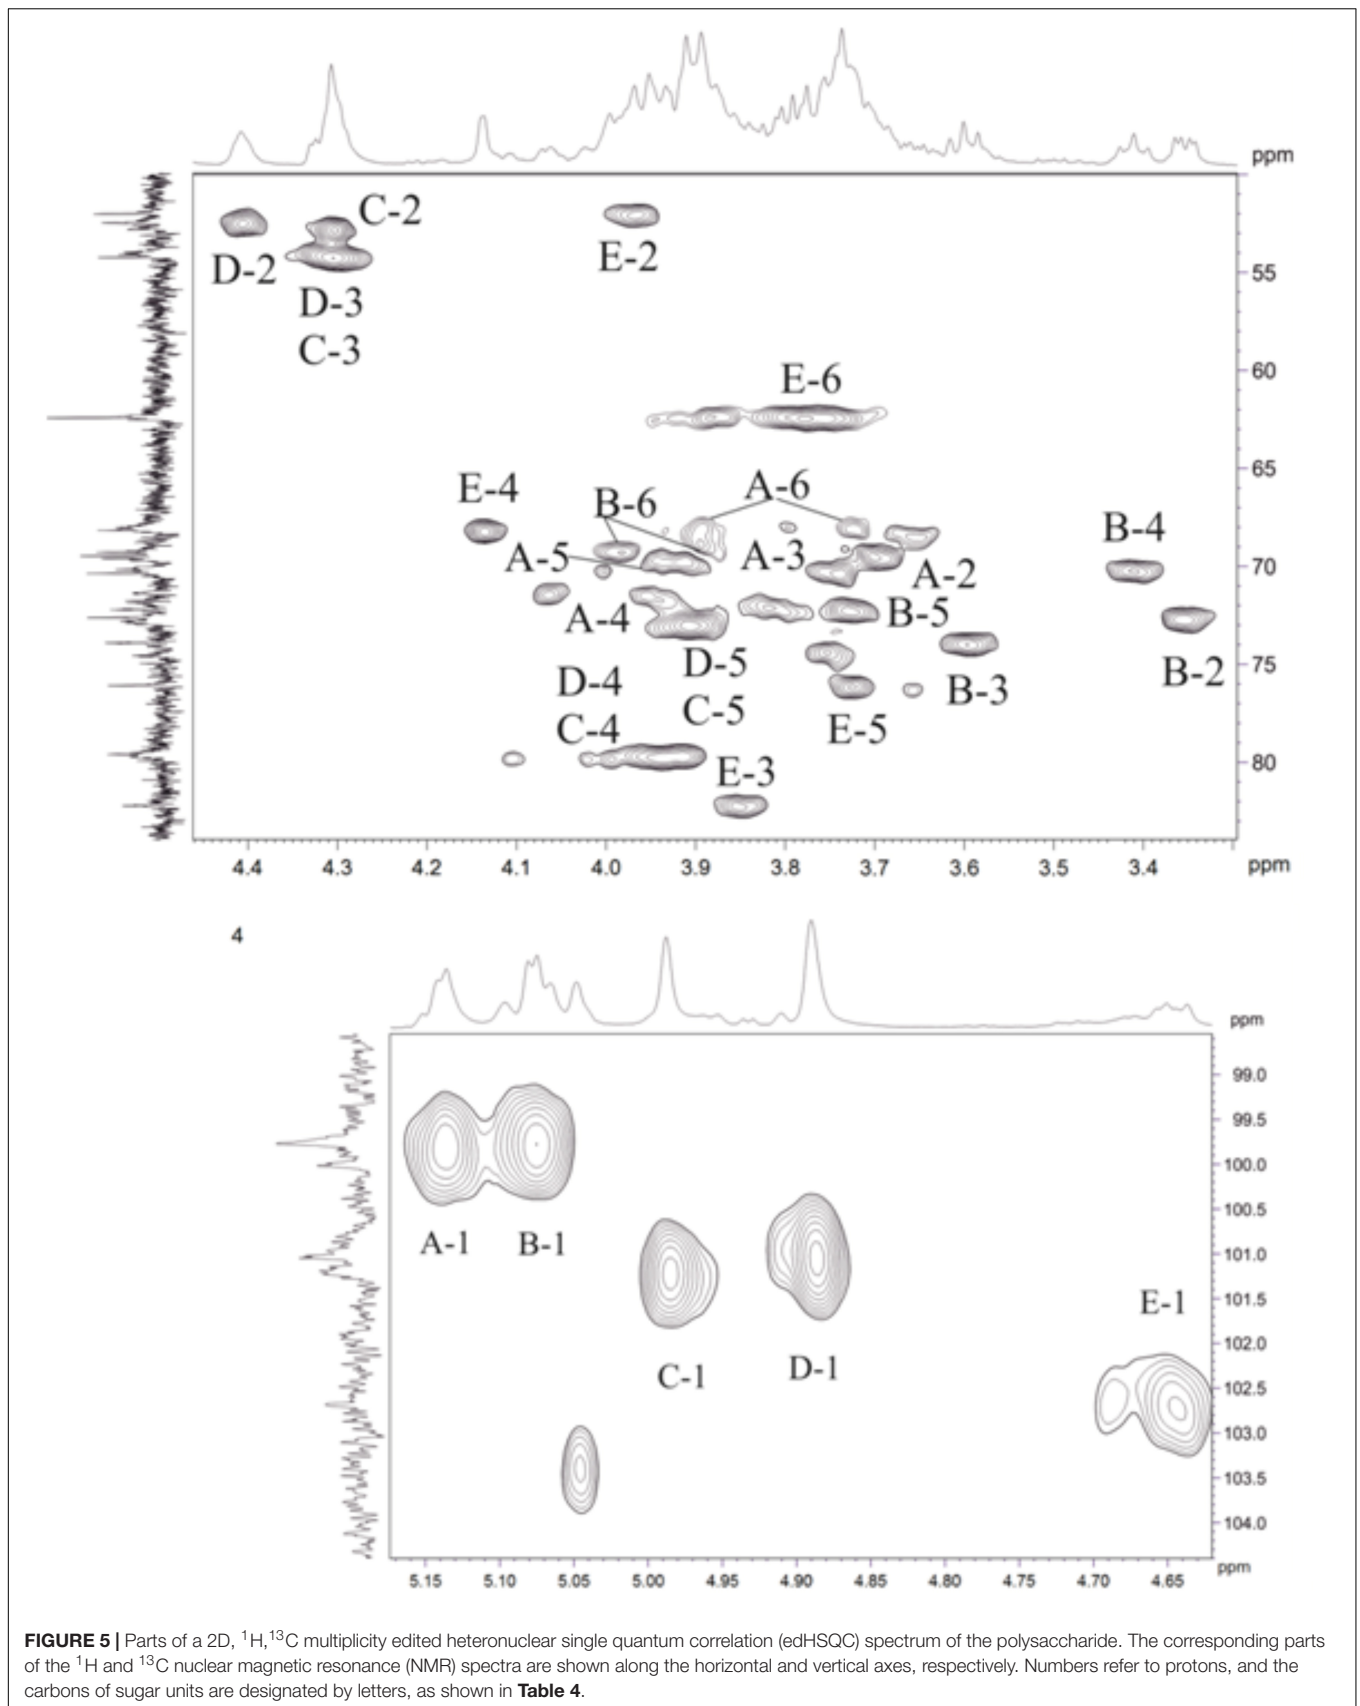 ppm
C-2
D-2
E-2
55
D-3
C-3
60
E-6
65
E-4
B-6
A-6
B-4
A-5
A-3
70
A-2
A-4
B-5
D-5
75
D-4
B-2
B-3
C-5
C-4
E-5
E-3
80
4.4 4.3 4.2 4.1 4.0 3.9 3.8 3.7 3.6 3.5 3.4 ppm
4
ppm
99.0
99.5
100.0
A-1 B-1
100.5
101.0
101.5
E-1
102.0
C-1 D-1
102.5
103.0
103.5
104.0
ppm
5.15 5.10 5.05 5.00 4.95 4.90 4.85 4.80 4.75 4.70 4.65
FIGURE 5 | Parts of a 2D, ¹H,¹³C multiplicity edited heteronuclear single quantum correlation (edHSQC) spectrum of the polysaccharide. The corresponding parts
of the ¹H and ¹³C nuclear magnetic resonance (NMR) spectra are shown along the horizontal and vertical axes, respectively. Numbers refer to protons, and the
carbons of sugar units are designated by letters, as shown in Table 4.